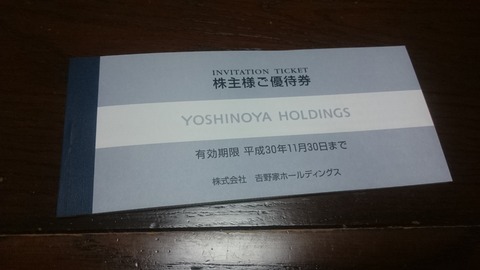 INVITATION TICKET
株主様ご優待券
YOSHINOYA HOLDINGS
有効期限 平成30年11月30日まで
株式会社 吉野家ホールディングス